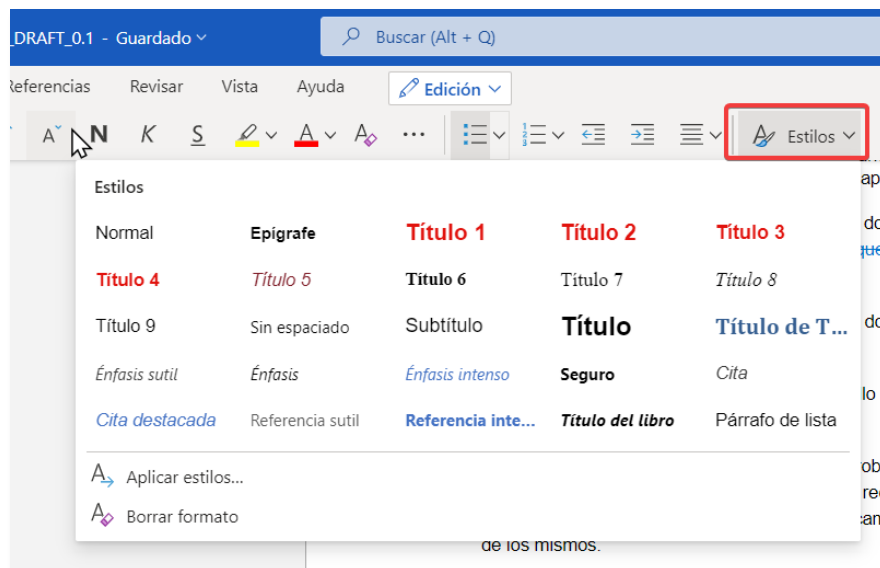 _DRAFT_0.1 - Guardado
Buscar (Alt + Q)
Referencias Revisar Vista Ayuda Edición
A N K S A A ... Estilos
Estilos
Normal Epígrafe Título 1 Título 2 Título 3
Título 4 Título 5 Título 6 Título 7 Título 8
Título 9 Sin espaciado Subtítulo Título Título de T...
Énfasis sutil Énfasis Énfasis intenso Seguro Cita
Cita destacada Referencia sutil Referencia inte... Título del libro Párrafo de lista
Aplicar estilos...
Borrar formato
de los mismos.